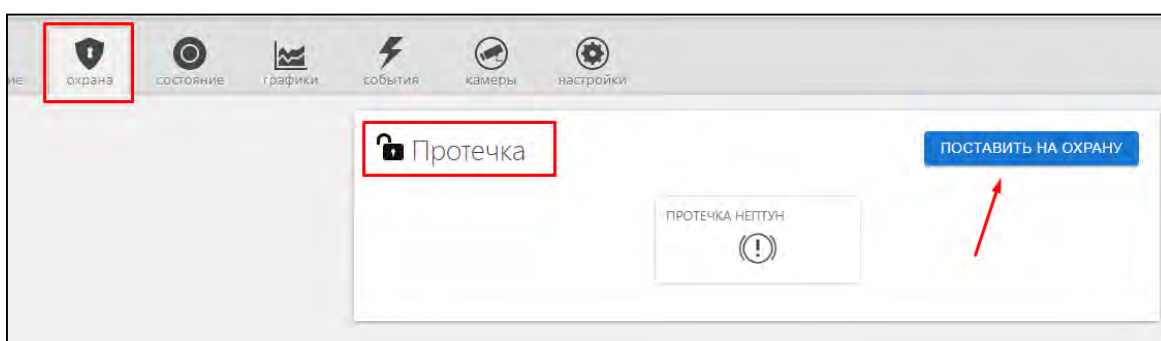 ие охрана состояние графики события камеры настройки
Протечка
ПОСТАВИТЬ НА ОХРАНУ
ПРОТЕЧКА НЕПТУН